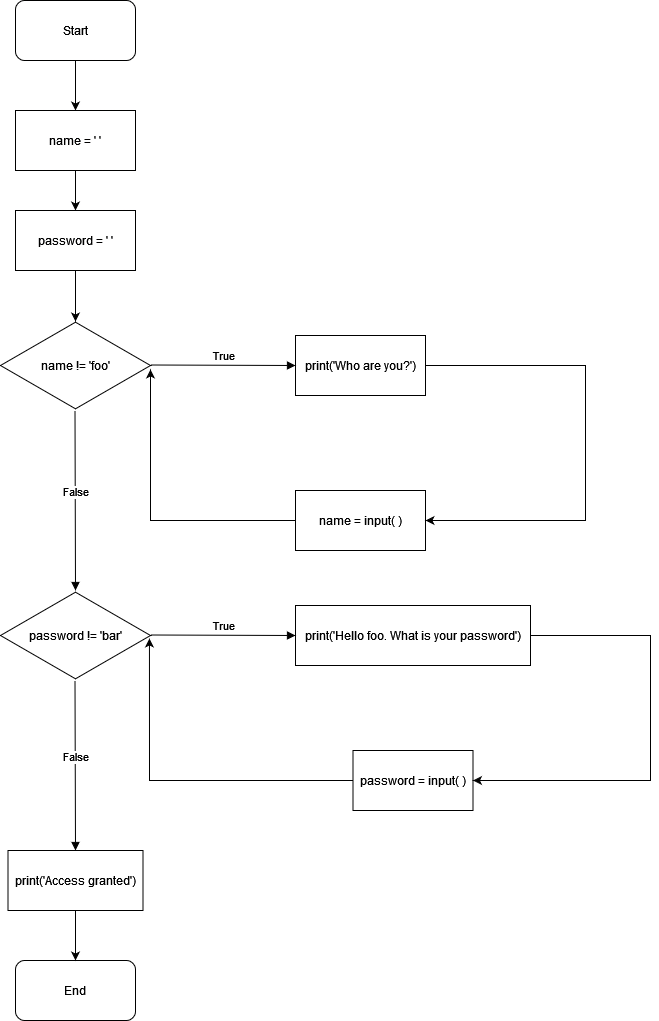 Start
name = ' '
password = ' '
name != 'foo'
True
print('Who are you?')
False
name = input( )
password != 'bar'
True
print('Hello foo. What is your password')
False
password = input( )
print('Access granted')
End